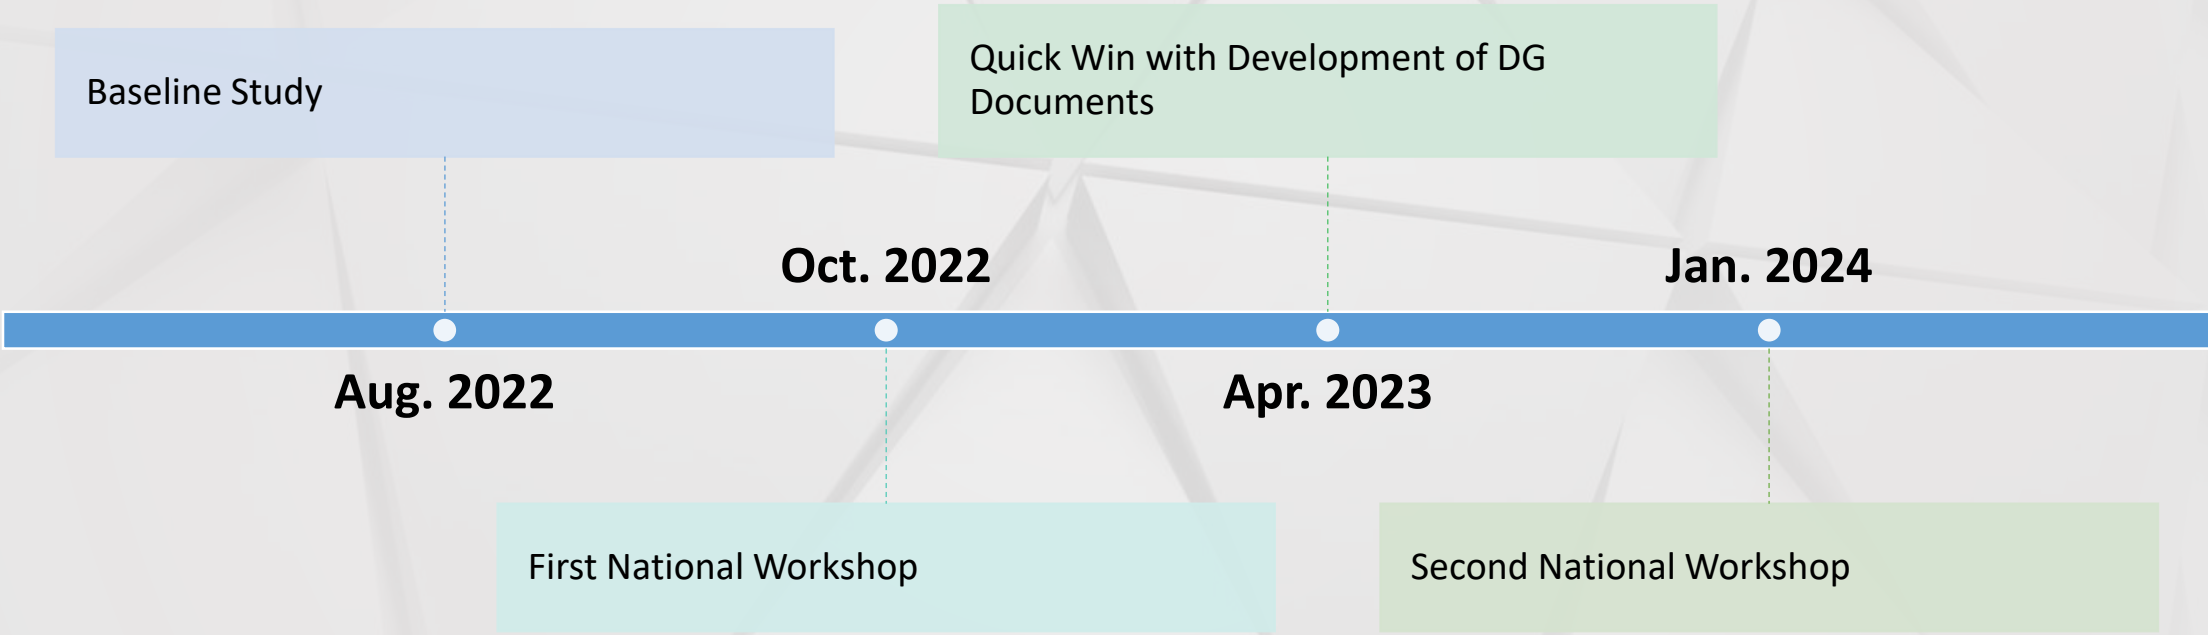 Baseline Study
Quick Win with Development of DG
Documents
Oct. 2022
Jan. 2024
Aug. 2022
Apr. 2023
First National Workshop
Second National Workshop